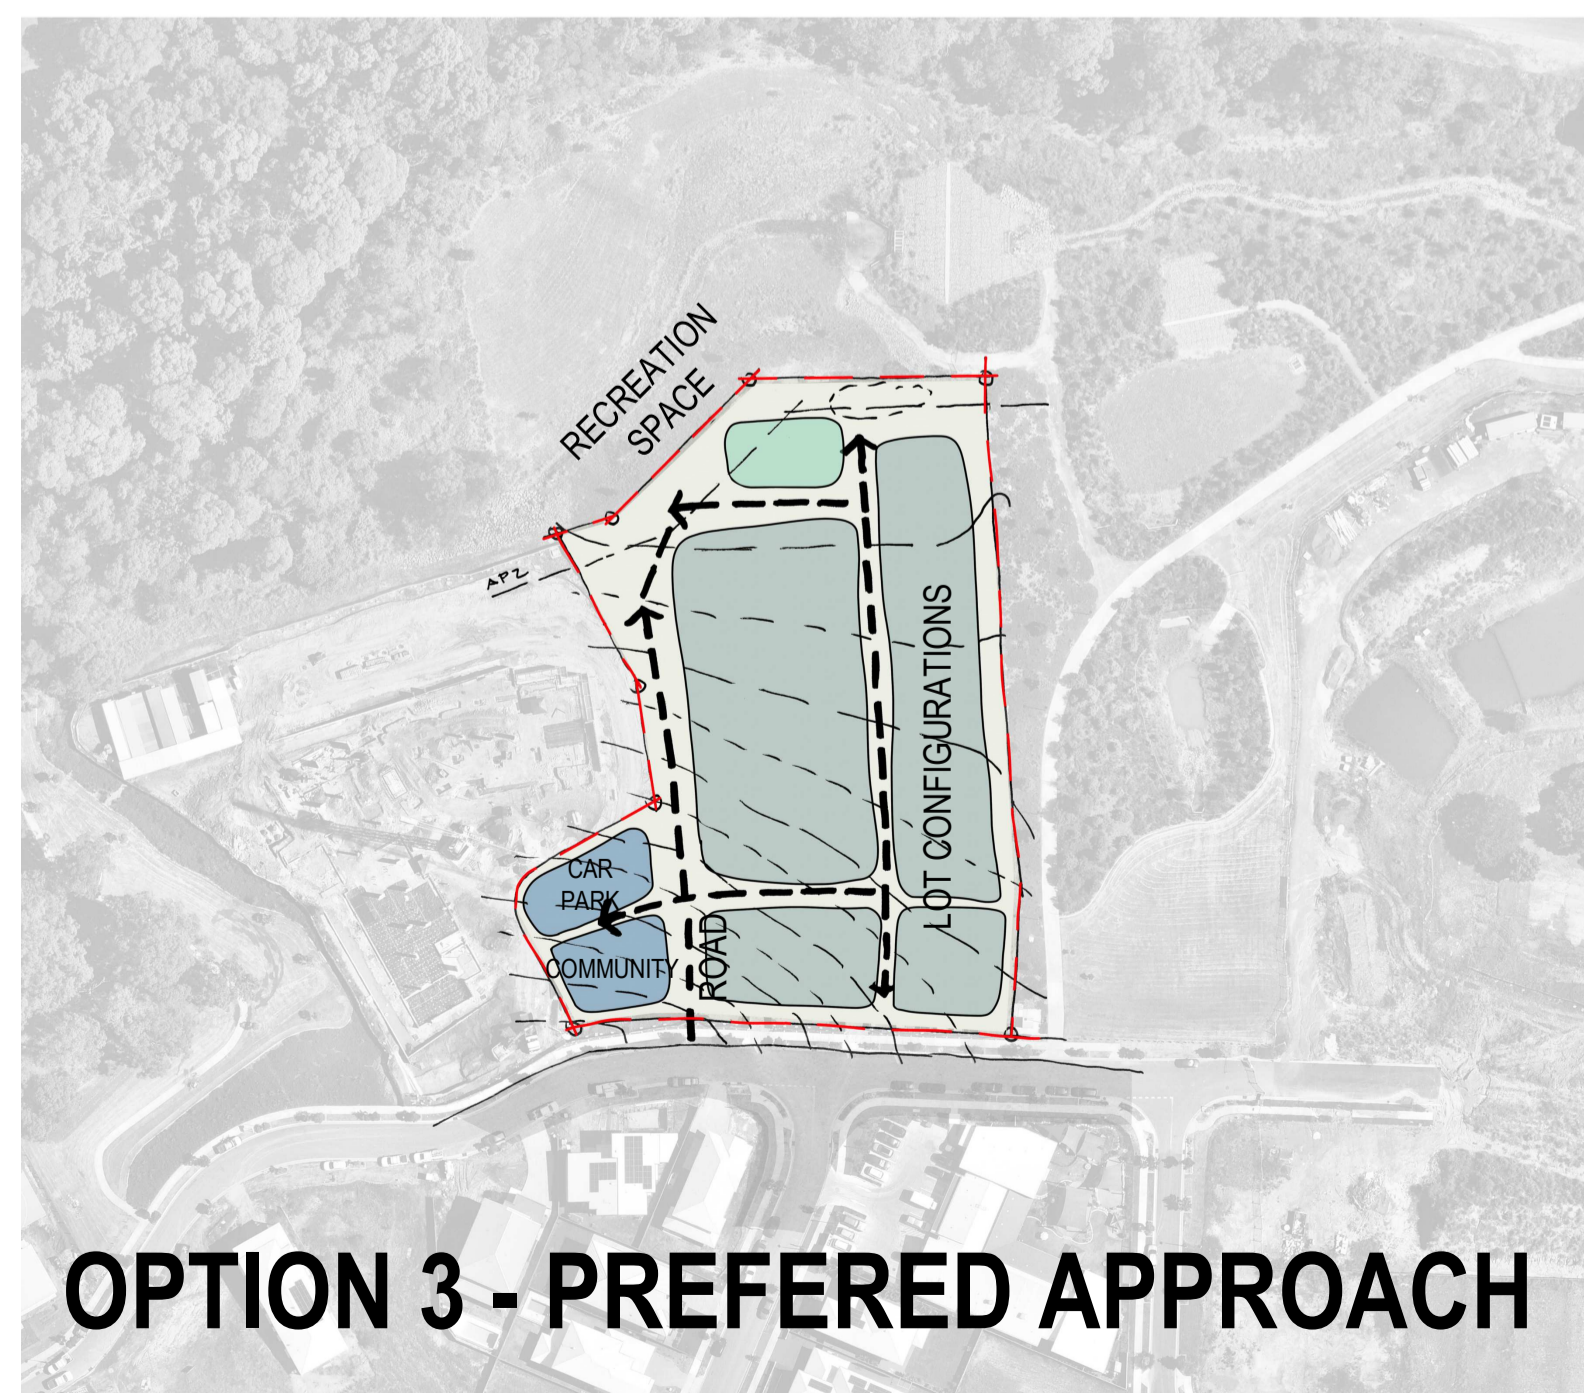 RECREATION
SPACE
APZ
LOT CONFIGURATIONS
CAR
PARK
COMMUNITY
ROAD
OPTION 3 - PREFERED APPROACH